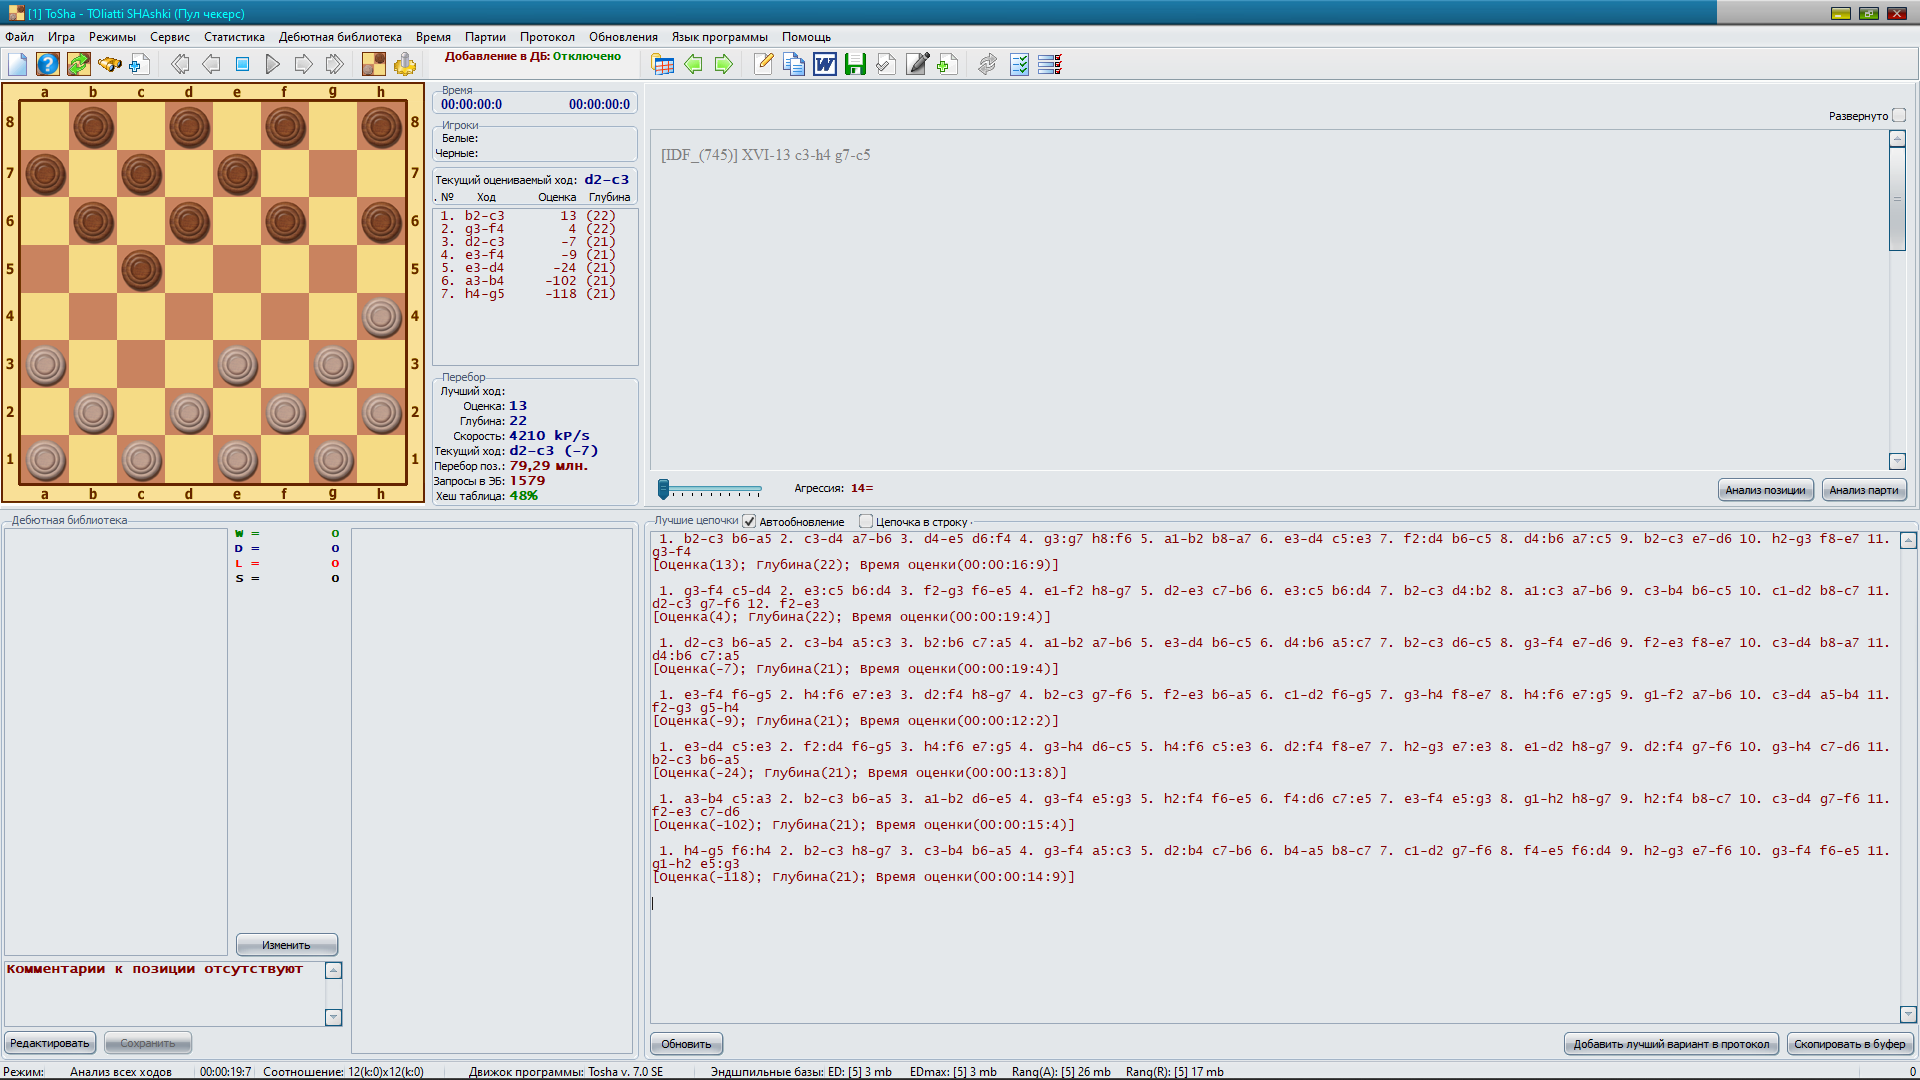 [1] ToSha - TOliatti SHAshki (Пул чекерс)
Файл Игра Режимы Сервис Статистика Дебютная библиотека Время Партии Протокол Обновления Язык программы Помощь
Добавление в ДБ: Отключено
a b c d e f g h
8 8
7 7
6 6
5 5
4 4
3 3
2 2
1 1
a b c d e f g h
Время
00:00:00:0 00:00:00:0
Игроки
Белые:
Черные:
Текущий оцениваемый ход: d2-c3
. № Ход Оценка Глубина
1. b2-c3 13 (22)
2. g3-f4 4 (22)
3. d2-c3 -7 (21)
4. e3-f4 -9 (21)
5. e3-d4 -24 (21)
6. a3-b4 -102 (21)
7. h4-g5 -118 (21)
Перебор
Лучший ход:
Оценка: 13
Глубина: 22
Скорость: 4210 kP/s
Текущий ход: d2-c3 (-7)
Перебор поз.: 79,29 млн.
Запросы в ЭБ: 1579
Хеш таблица: 48%
Развернуто
[IDF_(745)] XVI-13 c3-h4 g7-c5
Агрессия: 14=
Анализ позиции Анализ парти
Дебютная библиотека
W = 0
D = 0
L = 0
S = 0
Изменить
Комментарии к позиции отсутствуют
Редактировать Сохранить
Лучшие цепочки Автообновление Цепочка в строку
1. b2-c3 b6-a5 2. c3-d4 a7-b6 3. d4-e5 d6:f4 4. g3:g7 h8:f6 5. a1-b2 b8-a7 6. e3-d4 c5:e3 7. f2:d4 b6-c5 8. d4:b6 a7:c5 9. b2-c3 e7-d6 10. h2-g3 f8-e7 11.
g3-f4
[Оценка(13); Глубина(22); Время оценки(00:00:16:9)]
1. g3-f4 c5-d4 2. e3:c5 b6:d4 3. f2-g3 f6-e5 4. e1-f2 h8-g7 5. d2-e3 c7-b6 6. e3:c5 b6:d4 7. b2-c3 d4:b2 8. a1:c3 a7-b6 9. c3-b4 b6-c5 10. c1-d2 b8-c7 11.
d2-c3 g7-f6 12. f2-e3
[Оценка(4); Глубина(22); Время оценки(00:00:19:4)]
1. d2-c3 b6-a5 2. c3-b4 a5:c3 3. b2:b6 c7:a5 4. a1-b2 a7-b6 5. e3-d4 b6-c5 6. d4:b6 a5:c7 7. b2-c3 d6-c5 8. g3-f4 e7-d6 9. f2-e3 f8-e7 10. c3-d4 b8-a7 11.
d4:b6 c7:a5
[Оценка(-7); Глубина(21); Время оценки(00:00:19:4)]
1. e3-f4 f6-g5 2. h4:f6 e7:e3 3. d2:f4 h8-g7 4. b2-c3 g7-f6 5. f2-e3 b6-a5 6. c1-d2 f6-g5 7. g3-h4 f8-e7 8. h4:f6 e7:g5 9. g1-f2 a7-b6 10. c3-d4 a5-b4 11.
f2-g3 g5-h4
[Оценка(-9); Глубина(21); Время оценки(00:00:12:2)]
1. e3-d4 c5:e3 2. f2:d4 f6-g5 3. h4:f6 e7:g5 4. g3-h4 d6-c5 5. h4:f6 c5:e3 6. d2:f4 f8-e7 7. h2-g3 e7:e3 8. e1-d2 h8-g7 9. d2:f4 g7-f6 10. g3-h4 c7-d6 11.
b2-c3 b6-a5
[Оценка(-24); Глубина(21); Время оценки(00:00:13:8)]
1. a3-b4 c5:a3 2. b2-c3 b6-a5 3. a1-b2 d6-e5 4. g3-f4 e5:g3 5. h2:f4 f6-e5 6. f4:d6 c7:e5 7. e3-f4 e5:g3 8. g1-h2 h8-g7 9. h2:f4 b8-c7 10. c3-d4 g7-f6 11.
f2-e3 c7-d6
[Оценка(-102); Глубина(21); Время оценки(00:00:15:4)]
1. h4-g5 f6:h4 2. b2-c3 h8-g7 3. c3-b4 b6-a5 4. g3-f4 a5:c3 5. d2:b4 c7-b6 6. b4-a5 b8-c7 7. c1-d2 g7-f6 8. f4-e5 f6:d4 9. h2-g3 e7-f6 10. g3-f4 f6-e5 11.
g1-h2 e5:g3
[Оценка(-118); Глубина(21); Время оценки(00:00:14:9)]
Обновить Добавить лучший вариант в протокол Скопировать в буфер
Режим: Анализ всех ходов 00:00:19:7 Соотношение: 12(k:0)x12(k:0) Движок программы: Tosha v. 7.0 SE Эндшпильные базы: ED: [5] 3 mb EDmax: [5] 3 mb Rang(A): [5] 26 mb Rang(R): [5] 17 mb 0